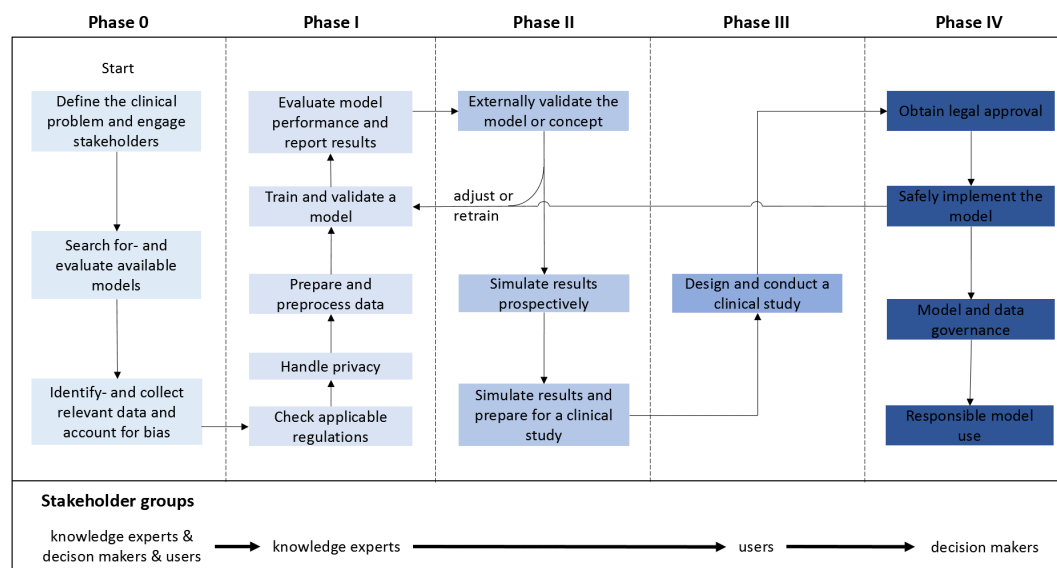 Phase 0
Phase I
Phase II
Phase III
Phase IV
Start
Define the clinical
problem and engage
stakeholders
Search for- and
evaluate available
models
Identify- and collect
relevant data and
account for bias
Evaluate model
performance and
report results
Train and validate a
model
Prepare and
preprocess data
Handle privacy
Check applicable
regulations
Externally validate the
model or concept
adjust or
retrain
Simulate results
prospectively
Simulate results and
prepare for a clinical
study
Design and conduct a
clinical study
Obtain legal approval
Safely implement the
model
Model and data
governance
Responsible model
use
Stakeholder groups
knowledge experts &
decison makers & users
knowledge experts
users
decision makers